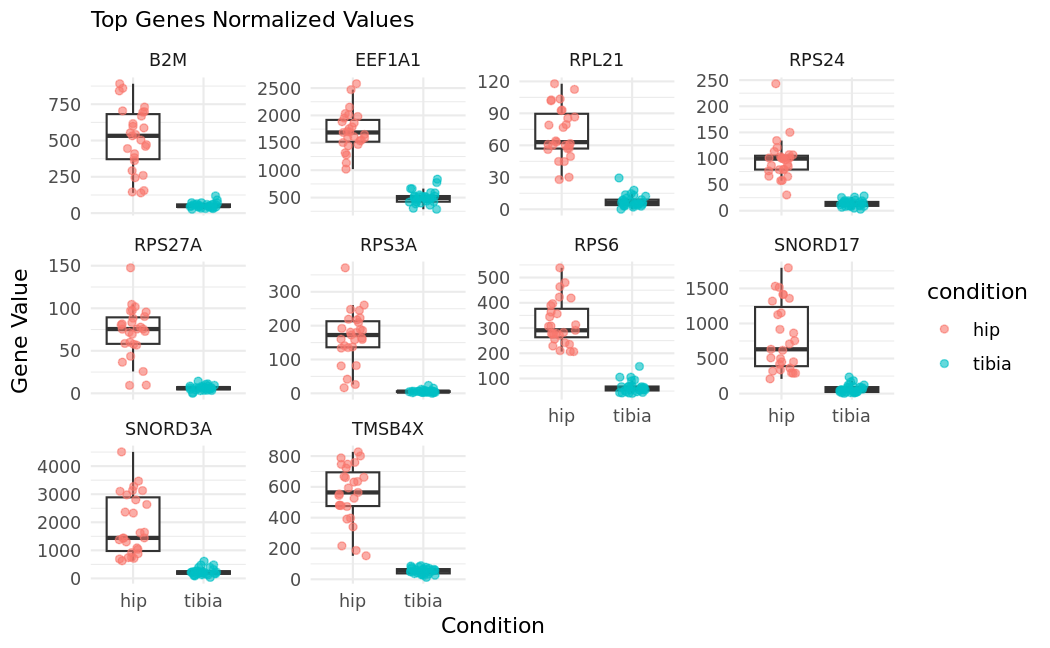 Top Genes Normalized Values
B2M
EEF1A1
RPL21
RPS24
750
500
250
0
2500
2000
1500
1000
500
120
90
60
30
0
250
200
150
100
50
0
RPS27A
RPS3A
RPS6
SNORD17
150
100
50
0
300
200
100
0
500
400
300
200
100
1500
1000
500
0
hip
tibia
hip
tibia
SNORD3A
TMSB4X
4000
3000
2000
1000
0
800
600
400
200
0
hip
tibia
hip
tibia
Gene Value
Condition
condition
hip
tibia